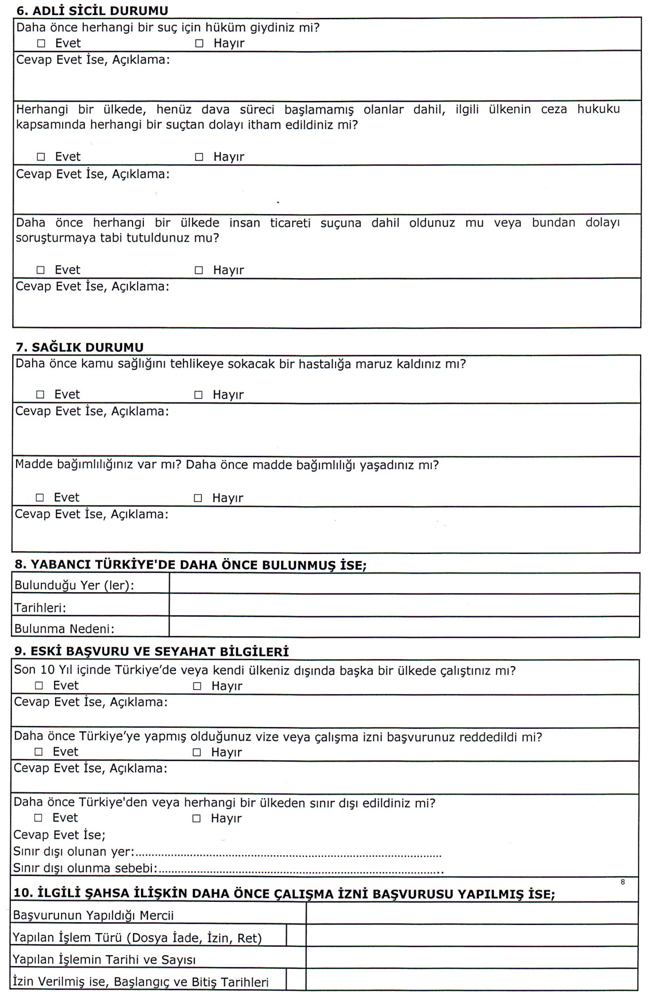 6. ADLİ SİCİL DURUMU
Daha önce herhangi bir suç için hüküm giydiniz mi?
□ Evet □ Hayır
Cevap Evet İse, Açıklama:
Herhangi bir ülkede, henüz dava süreci başlamamış olanlar dahil, ilgili ülkenin ceza hukuku
kapsamında herhangi bir suçtan dolayı itham edildiniz mi?
□ Evet □ Hayır
Cevap Evet İse, Açıklama:
Daha önce herhangi bir ülkede insan ticareti suçuna dahil oldunuz mu veya bundan dolayı
soruşturmaya tabi tutuldunuz mu?
□ Evet □ Hayır
Cevap Evet İse, Açıklama:
7. SAĞLIK DURUMU
Daha önce kamu sağlığını tehlikeye sokacak bir hastalığa maruz kaldınız mı?
□ Evet □ Hayır
Cevap Evet İse, Açıklama:
Madde bağımlılığınız var mı? Daha önce madde bağımlılığı yaşadınız mı?
□ Evet □ Hayır
Cevap Evet İse, Açıklama:
8. YABANCI TÜRKİYE'DE DAHA ÖNCE BULUNMUŞ İSE;
Bulunduğu Yer (ler):
Tarihleri:
Bulunma Nedeni:
9. ESKİ BAŞVURU VE SEYAHAT BİLGİLERİ
Son 10 Yıl içinde Türkiye’de veya kendi ülkeniz dışında başka bir ülkede çalıştınız mı?
□ Evet □ Hayır
Cevap Evet İse, Açıklama:
Daha önce Türkiye’ye yapmış olduğunuz vize veya çalışma izni başvurunuz reddedildi mi?
□ Evet □ Hayır
Cevap Evet İse, Açıklama:
Daha önce Türkiye'den veya herhangi bir ülkeden sınır dışı edildiniz mi?
□ Evet □ Hayır
Cevap Evet İse;
Sınır dışı olunan yer:..............................................................................
Sınır dışı olunma sebebi:.........................................................................
8
10. İLGİLİ ŞAHSA İLİŞKİN DAHA ÖNCE ÇALIŞMA İZNİ BAŞVURUSU YAPILMIŞ İSE;
Başvurunun Yapıldığı Mercii
Yapılan İşlem Türü (Dosya İade, İzin, Ret)
Yapılan İşlemin Tarihi ve Sayısı
İzin Verilmiş ise, Başlangıç ve Bitiş Tarihleri